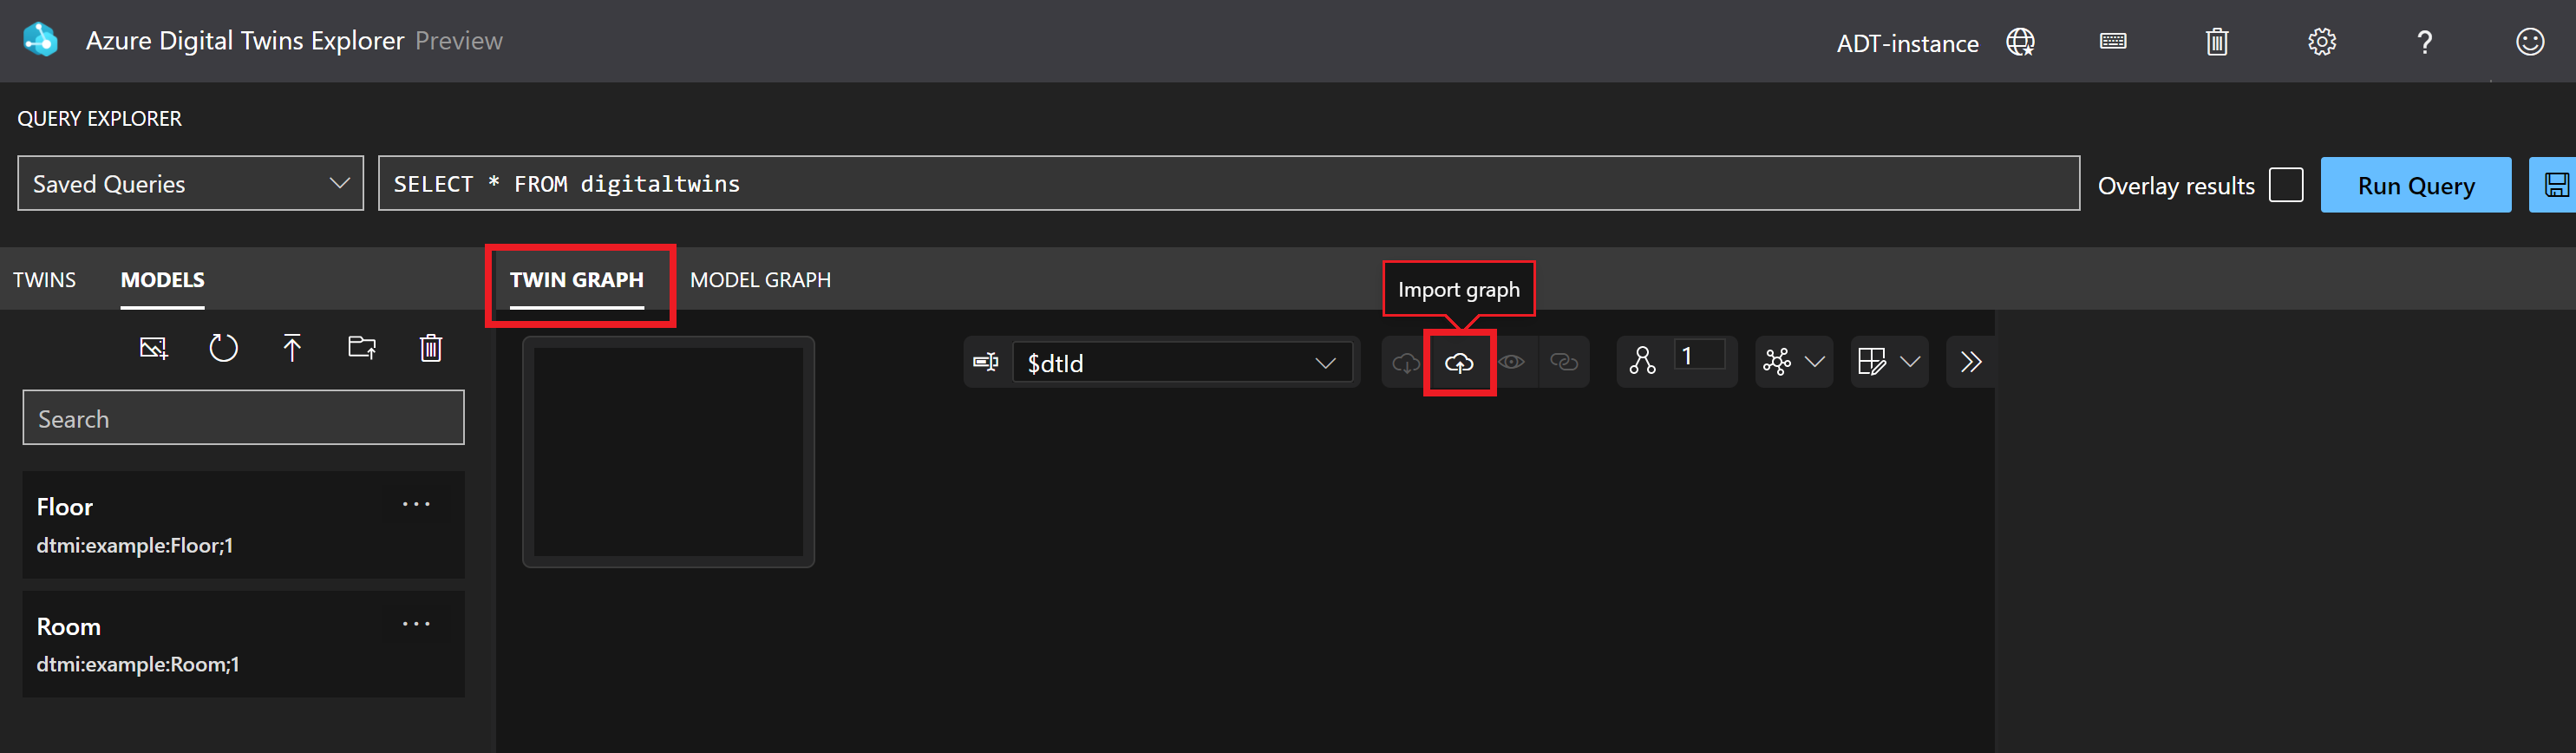 Azure Digital Twins Explorer Preview
ADT-instance
?
QUERY EXPLORER
Saved Queries
SELECT * FROM digitaltwins
Overlay results
Run Query
TWINS
MODELS
TWIN GRAPH
MODEL GRAPH
Import graph
$dtId
1
Search
Floor
dtmi:example:Floor;1
Room
dtmi:example:Room;1